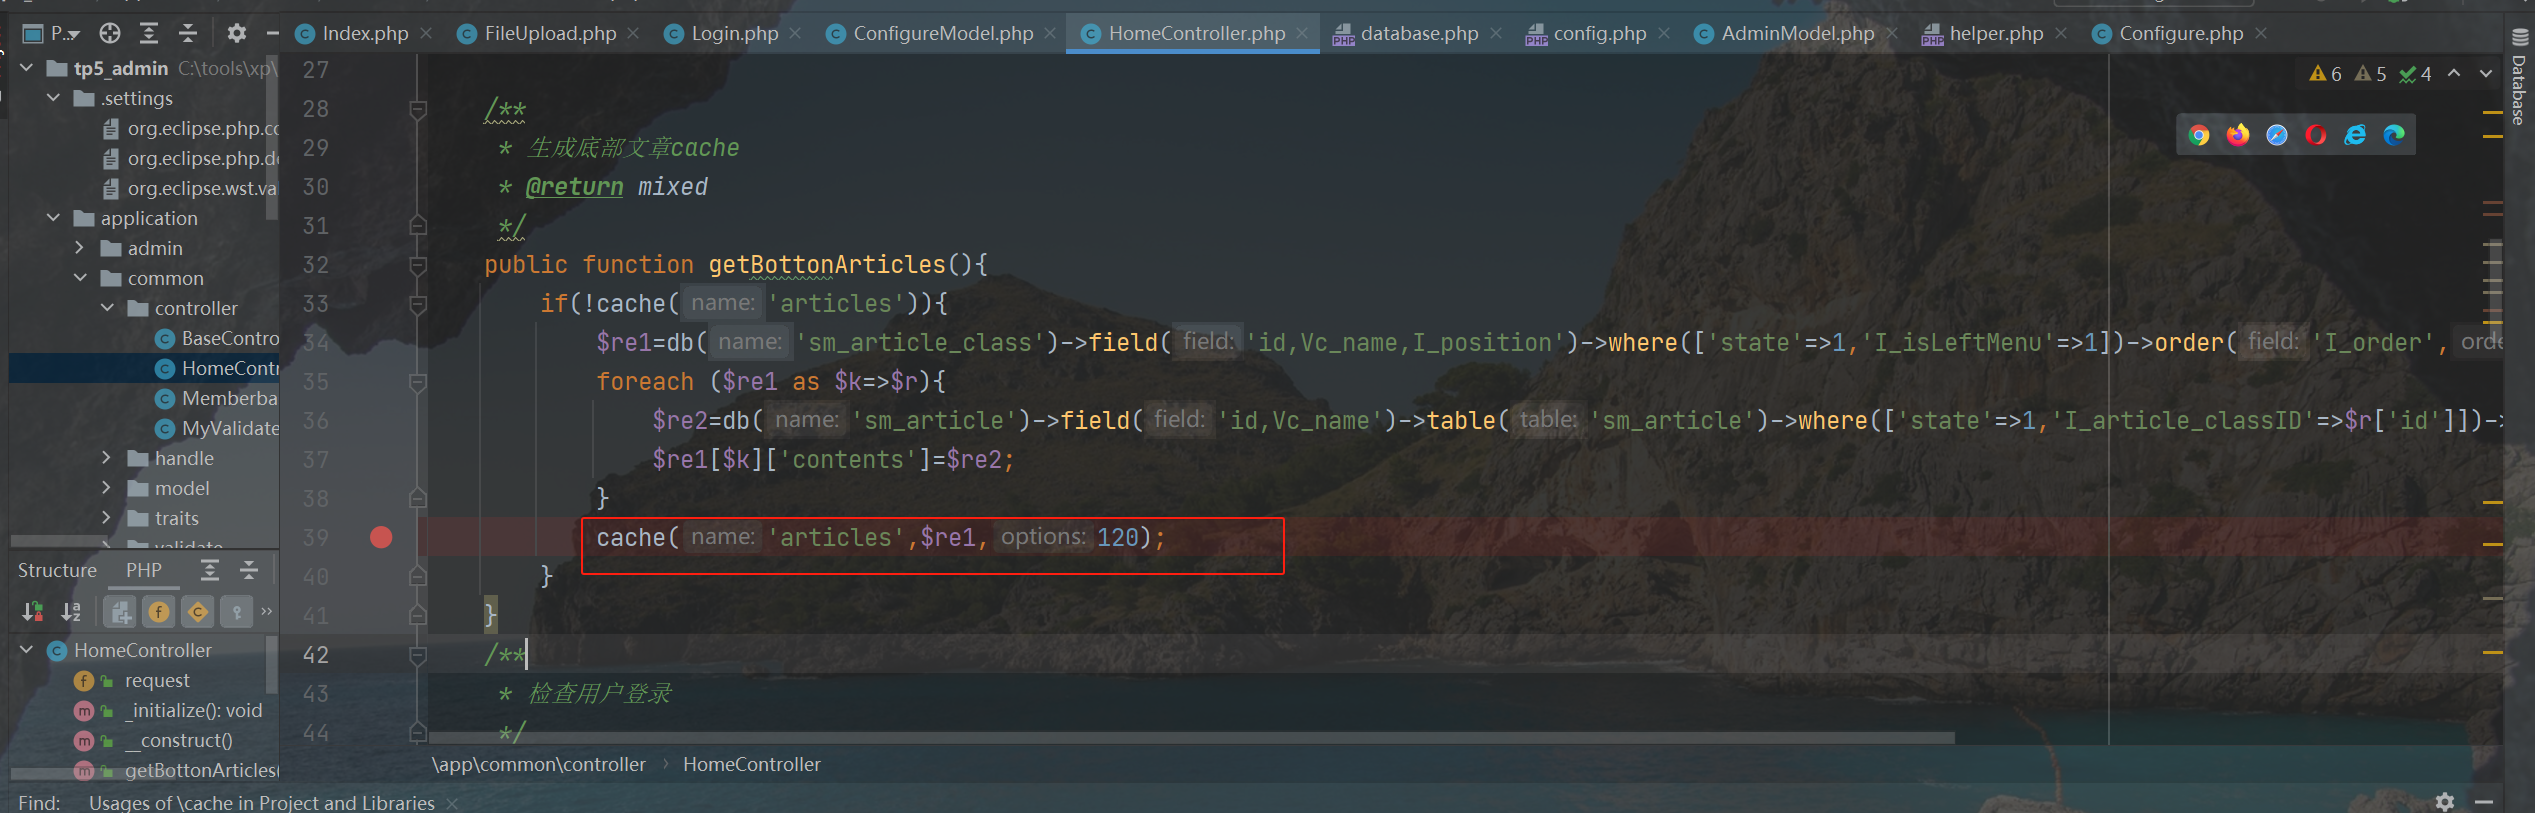 P...
Index.php
FileUpload.php
Login.php
ConfigureModel.php
HomeController.php
database.php
config.php
AdminModel.php
helper.php
Configure.php
Database
tp5_admin C:\tools\xp\
.settings
org.eclipse.php.co
org.eclipse.php.de
org.eclipse.wst.va
application
admin
common
controller
BaseContro
HomeContr
Memberba
MyValidate
handle
model
traits
validate
6 5 4
27
28 /**
29 * 生成底部文章cache
30 * @return mixed
31 */
32 public function getBottonArticles(){
33 if(!cache( name: 'articles')){
34 $re1=db( name: 'sm_article_class')->field( field: 'id,Vc_name,I_position')->where(['state'=>1,'I_isLeftMenu'=>1])->order( field: 'I_order', orde
35 foreach ($re1 as $k=>$r){
36 $re2=db( name: 'sm_article')->field( field: 'id,Vc_name')->table( table: 'sm_article')->where(['state'=>1,'I_article_classID'=>$r['id']])->
37 $re1[$k]['contents']=$re2;
38 }
39 cache( name: 'articles',$re1, options: 120);
40 }
41 }
42 /**
43 * 检查用户登录
44 */
Structure PHP
HomeController
request
_initialize(): void
__construct()
getBottonArticles(
\app\common\controller › HomeController
Find: Usages of \cache in Project and Libraries